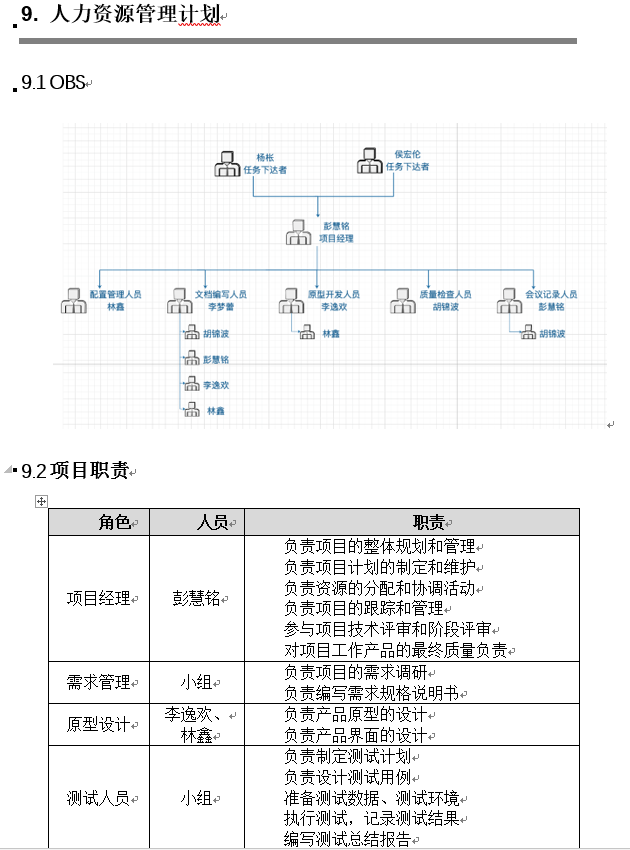 9. 人力资源管理计划
9.1 OBS
杨枨
任务下达者
侯宏伦
任务下达者
彭慧铭
项目经理
配置管理人员
林鑫
文档编写人员
李梦蕾
原型开发人员
李逸欢
质量检查人员
胡锦波
会议记录人员
彭慧铭
胡锦波
彭慧铭
李逸欢
林鑫
林鑫
胡锦波
9.2 项目职责
角色 人员 职责
项目经理
彭慧铭
负责项目的整体规划和管理
负责项目计划的制定和维护
负责资源的分配和协调活动
负责项目的跟踪和管理
参与项目技术评审和阶段评审
对项目工作产品的最终质量负责
需求管理
小组
负责项目的需求调研
负责编写需求规格说明书
原型设计
李逸欢、
林鑫
负责产品原型的设计
负责产品界面的设计
测试人员
小组
负责制定测试计划
负责设计测试用例
准备测试数据、测试环境
执行测试，记录测试结果
编写测试总结报告